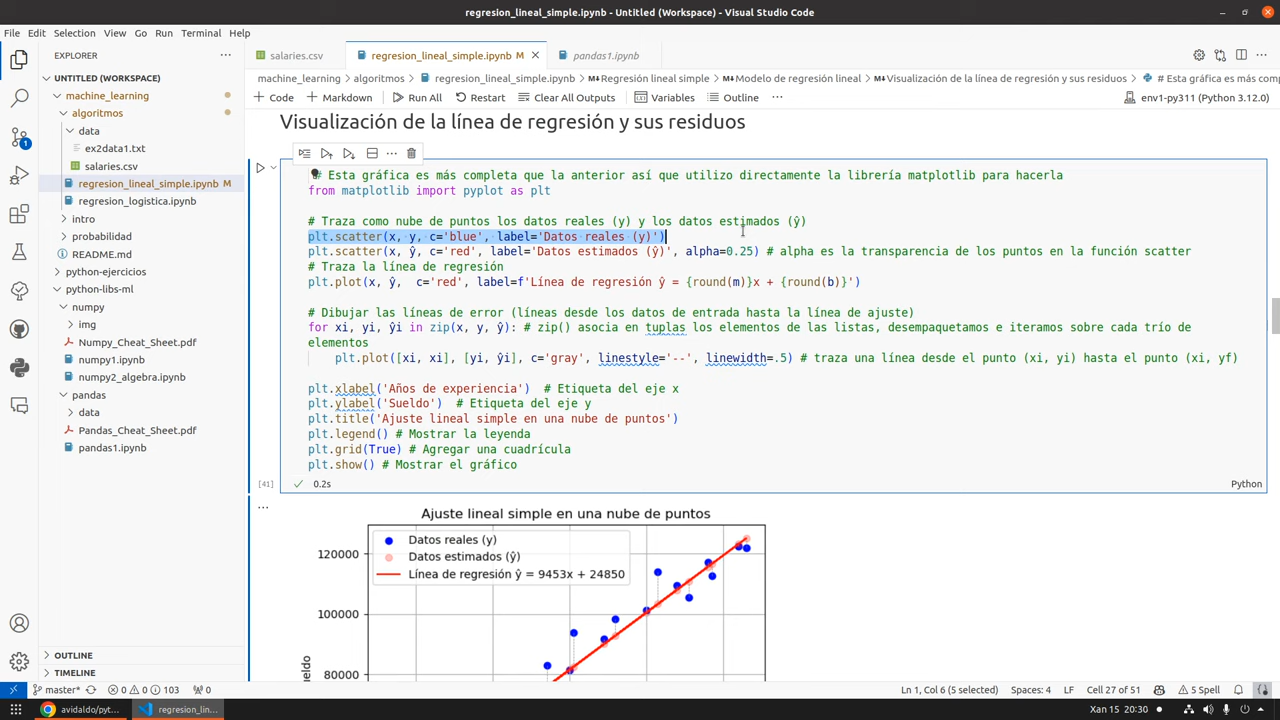 regresion_lineal_simple.ipynb - Untitled (Workspace) - Visual Studio Code
File Edit Selection View Go Run Terminal Help
EXPLORER
salaries.csv
regresion_lineal_simple.ipynb M
pandas1.ipynb
UNTITLED (WORKSPACE)
machine_learning
algoritmos
data
ex2data1.txt
salaries.csv
regresion_lineal_simple.ipynb M
regresion_logistica.ipynb
intro
probabilidad
README.md
python-ejercicios
python-libs-ml
numpy
img
Numpy_Cheat_Sheet.pdf
numpy1.ipynb
numpy2_algebra.ipynb
pandas
data
Pandas_Cheat_Sheet.pdf
pandas1.ipynb
OUTLINE
TIMELINE
1
machine_learning > algoritmos > regresion_lineal_simple.ipynb > M↓Regresión lineal simple > M↓Modelo de regresión lineal > M↓Visualización de la línea de regresión y sus residuos > # Esta gráfica es más comp
+ Code + Markdown Run All Restart Clear All Outputs Variables Outline ... env1-py311 (Python 3.12.0)
Visualización de la línea de regresión y sus residuos
# Esta gráfica es más completa que la anterior así que utilizo directamente la librería matplotlib para hacerla
from matplotlib import pyplot as plt
# Traza como nube de puntos los datos reales (y) y los datos estimados (ŷ)
plt.scatter(x, y, c='blue', label='Datos reales (y)')
plt.scatter(x, ŷ, c='red', label='Datos estimados (ŷ)', alpha=0.25) # alpha es la transparencia de los puntos en la función scatter
# Traza la línea de regresión
plt.plot(x, ŷ,  c='red', label=f'Línea de regresión ŷ = {round(m)}x + {round(b)}')
# Dibujar las líneas de error (líneas desde los datos de entrada hasta la línea de ajuste)
for xi, yi, ŷi in zip(x, y, ŷ): # zip() asocia en tuplas los elementos de las listas, desempaquetamos e iteramos sobre cada trío de
elementos
plt.plot([xi, xi], [yi, ŷi], c='gray', linestyle='--', linewidth=.5) # traza una línea desde el punto (xi, yi) hasta el punto (xi, yf)
plt.xlabel('Años de experiencia')  # Etiqueta del eje x
plt.ylabel('Sueldo')  # Etiqueta del eje y
plt.title('Ajuste lineal simple en una nube de puntos')
plt.legend() # Mostrar la leyenda
plt.grid(True) # Agregar una cuadrícula
plt.show() # Mostrar el gráfico
[41] 0.2s Python
Ajuste lineal simple en una nube de puntos
Datos reales (y)
Datos estimados (ŷ)
Línea de regresión ŷ = 9453x + 24850
120000
100000
80000
ueldo
master* 0 0 103 0 Ln 1, Col 6 (5 selected) Spaces: 4 LF Cell 27 of 51 5 Spell
avidaldo/pyt... regresion_lin... Xan 15 20:30